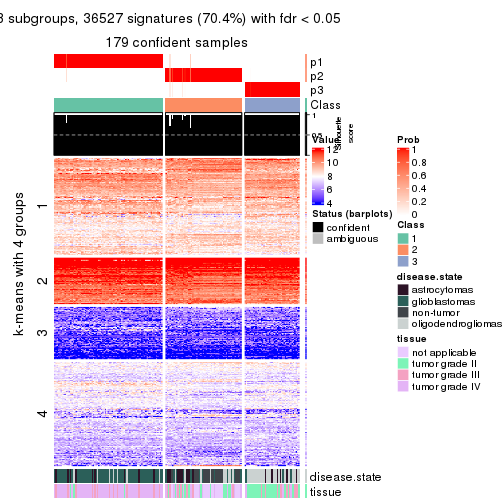 3 subgroups, 36527 signatures (70.4%) with fdr < 0.05
179 confident samples
p1
p2
p3
Class
1
0.5
Silhouette
score
k-means with 4 groups
1
2
3
4
disease.state
tissue
Value
12
10
8
6
4
Status (barplots)
confident
ambiguous
Prob
1
0.8
0.6
0.4
0.2
0
Class
1
2
3
disease.state
astrocytomas
glioblastomas
non-tumor
oligodendrogliomas
tissue
not applicable
tumor grade II
tumor grade III
tumor grade IV